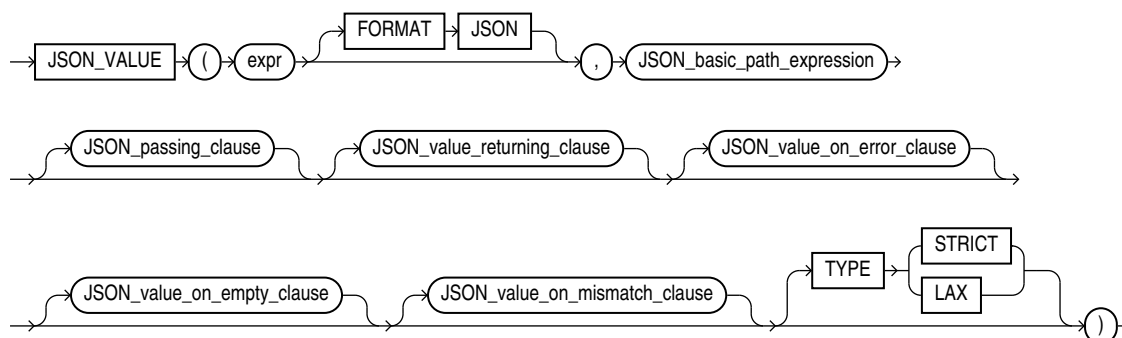 FORMAT JSON
JSON_VALUE ( expr , JSON_basic_path_expression
JSON_passing_clause JSON_value_returning_clause JSON_value_on_error_clause
STRICT
TYPE
JSON_value_on_empty_clause JSON_value_on_mismatch_clause LAX
)